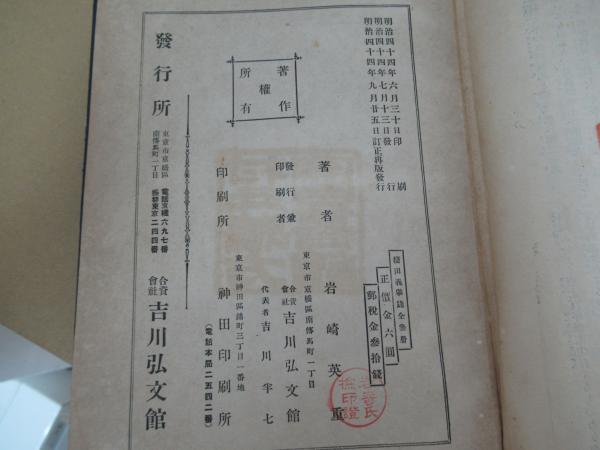 明治四十四年六月三十日印刷
明治四十四年七月十三日發行
明治四十四年九月廿五日訂正再版發行
櫻田義擧錄全參册
正價金六圓
郵稅金參拾錢
著作
權
所有
著者 岩崎英重
東京市京橋區南傳馬町一丁目
發行兼
印刷者
合資
會社
吉川弘文館
代表者 吉川半七
東京市神田區錦町三丁目一番地
印刷所 神田印刷所
(電話本局二五四二番)
發行所
東京市京橋區
南傳馬町一丁目
電話京橋六九七番
振替東京二四四番
合資
會社
吉川弘文館